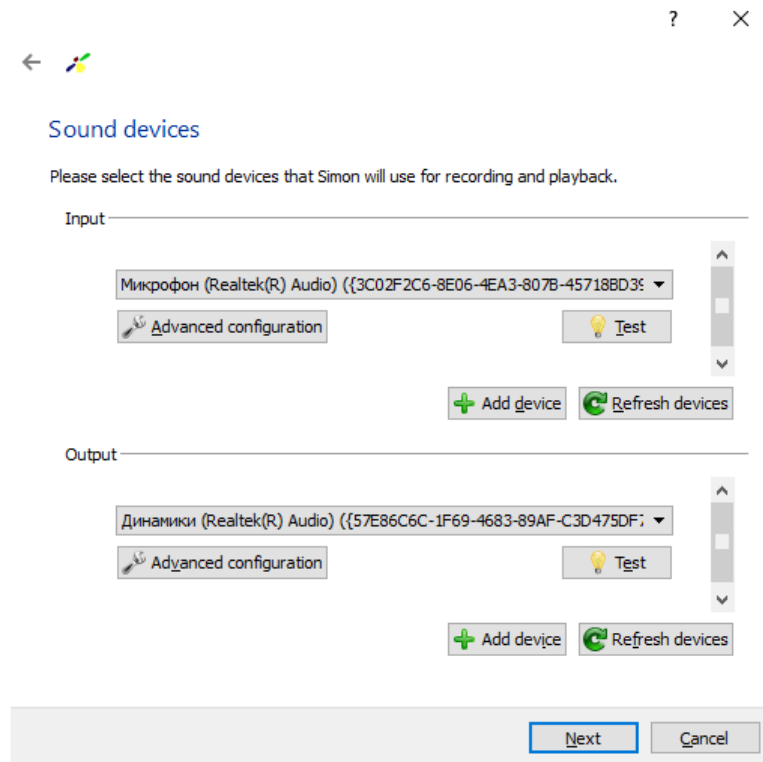 ?
Sound devices
Please select the sound devices that Simon will use for recording and playback.
Input
Микрофон (Realtek(R) Audio) ({3C02F2C6-8E06-4EA3-807B-45718BD39
Advanced configuration
Test
Add device
Refresh devices
Output
Динамики (Realtek(R) Audio) ({57E86C6C-1F69-4683-89AF-C3D475DF7
Advanced configuration
Test
Add device
Refresh devices
Next
Cancel